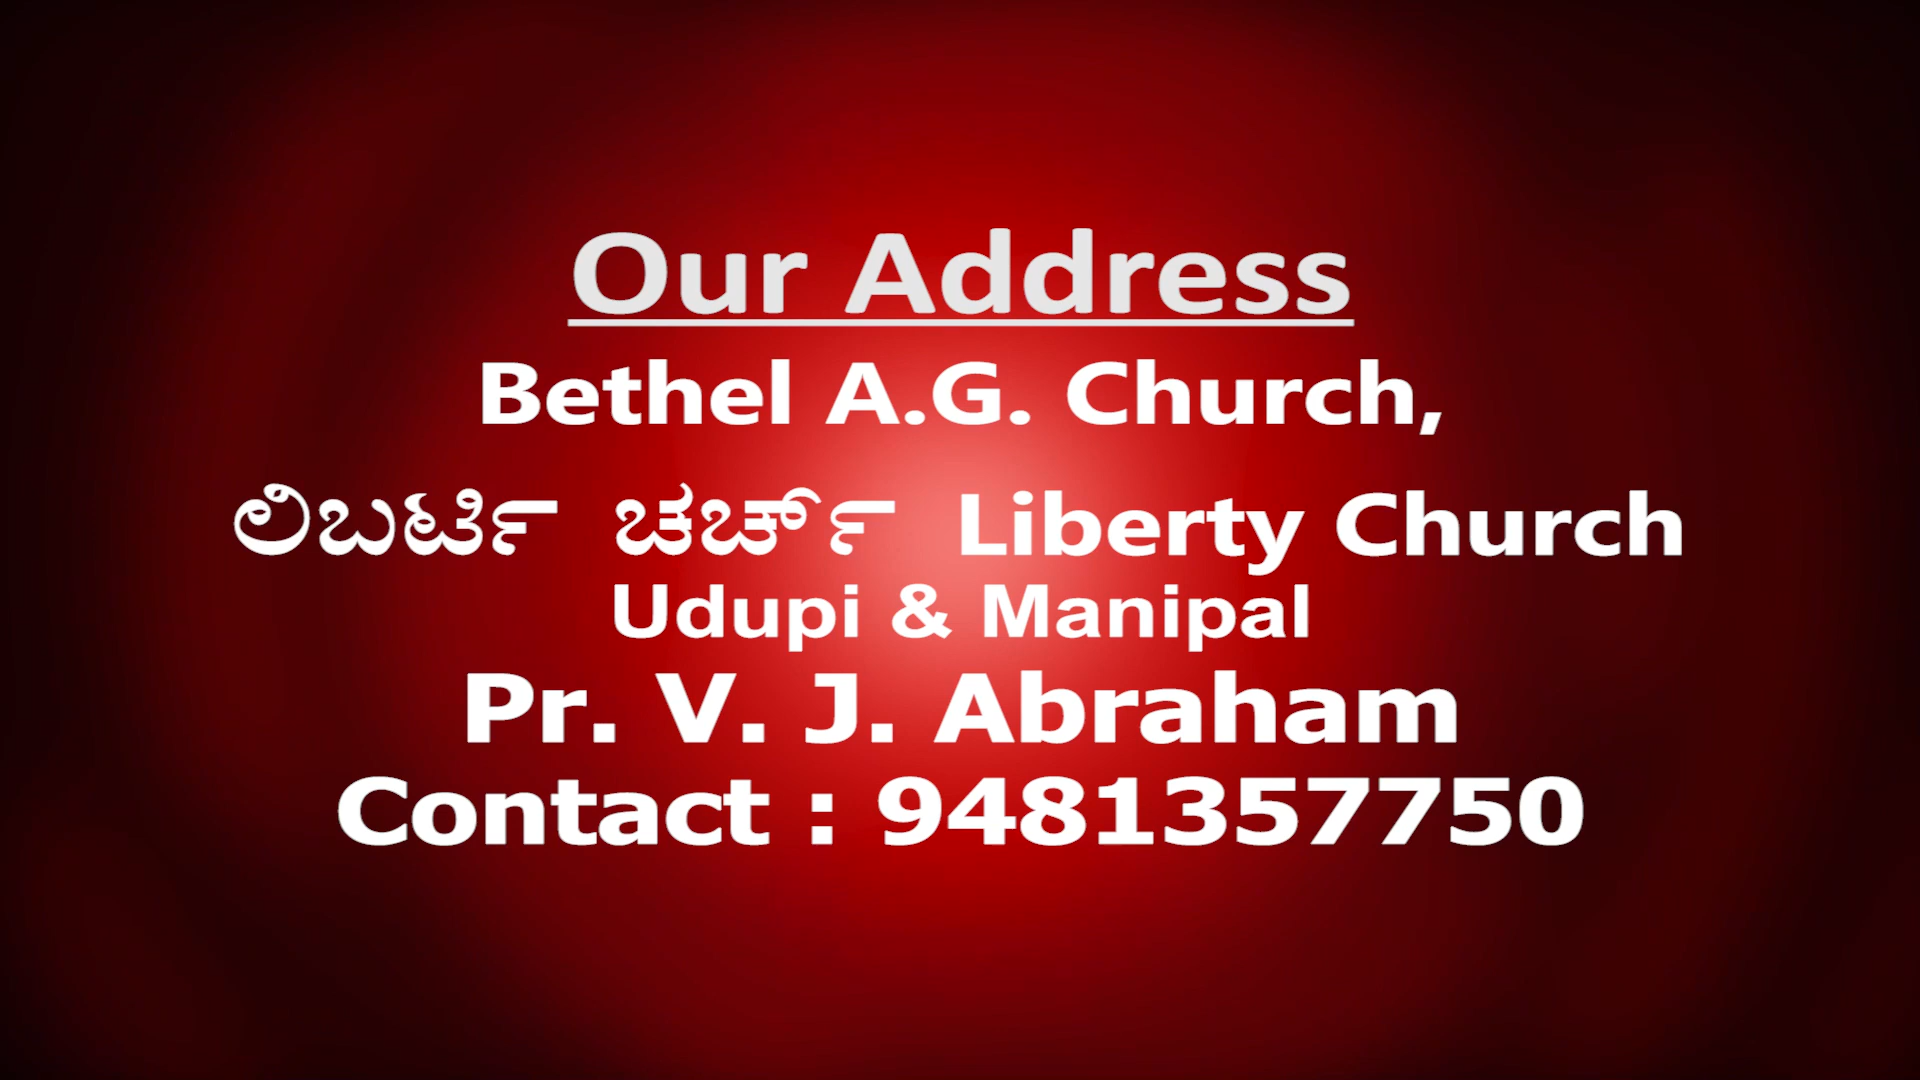 Our Address
Bethel A.G. Church,
ಲಿಬರ್ಟಿ ಚರ್ಚ್ Liberty Church
Udupi & Manipal
Pr. V. J. Abraham
Contact : 9481357750